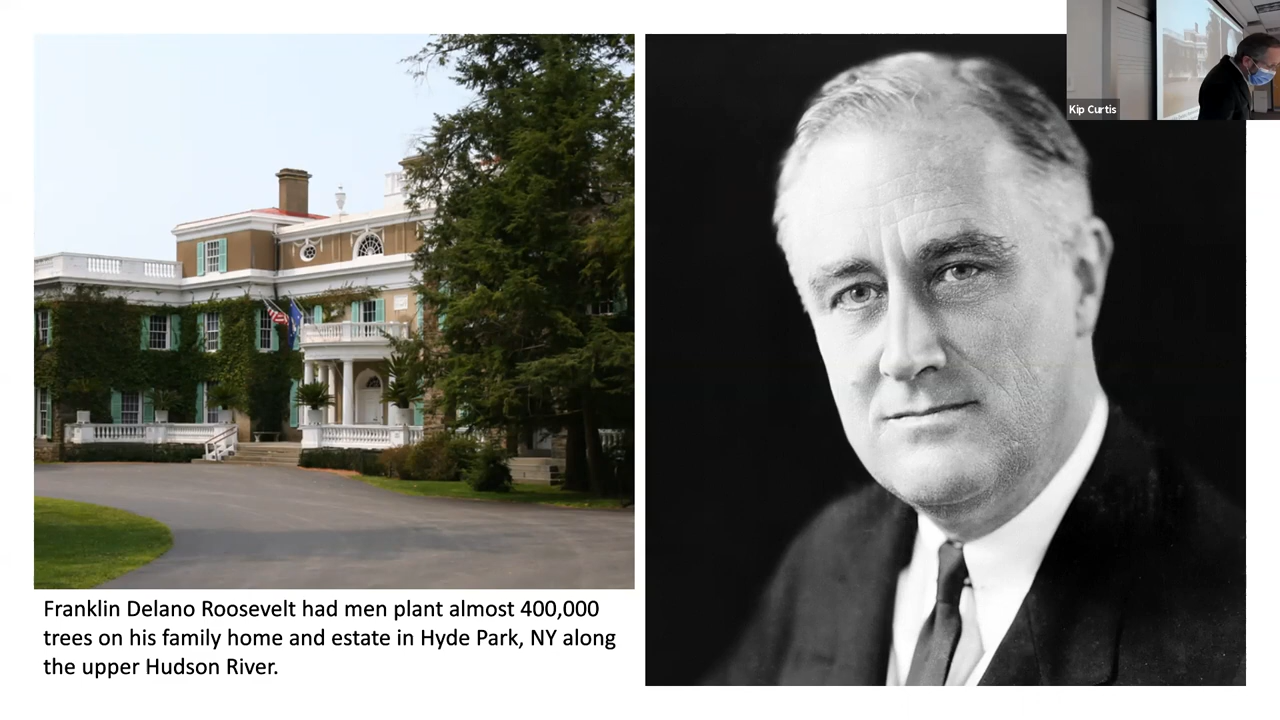 Kip Curtis
Franklin Delano Roosevelt had men plant almost 400,000
trees on his family home and estate in Hyde Park, NY along
the upper Hudson River.